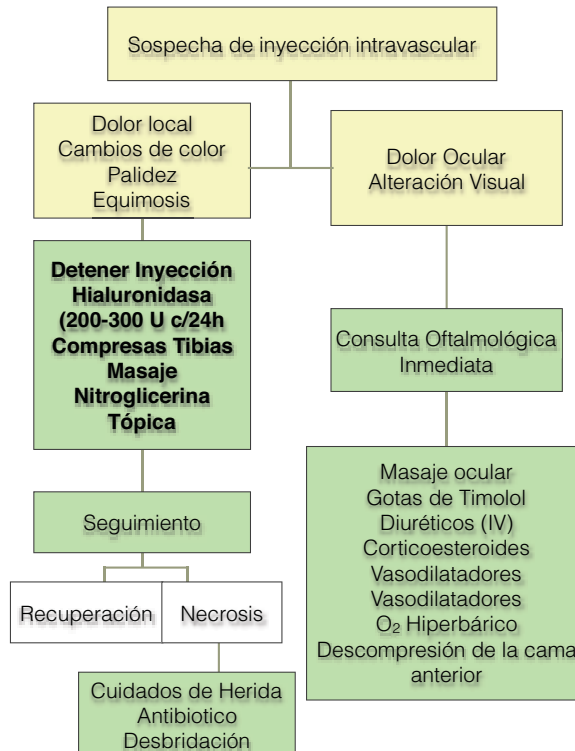 Sospecha de inyección intravascular
Dolor local
Cambios de color
Palidez
Equimosis
Dolor Ocular
Alteración Visual
Detener Inyección
Hialuronidasa
(200-300 U c/24h
Compresas Tibias
Masaje
Nitroglicerina
Tópica
Consulta Oftalmológica
Inmediata
Seguimiento
Recuperación
Necrosis
Cuidados de Herida
Antibiotico
Desbridación
Masaje ocular
Gotas de Timolol
Diuréticos (IV)
Corticoesteroides
Vasodilatadores
Vasodilatadores
O₂ Hiperbárico
Descompresión de la cama
anterior